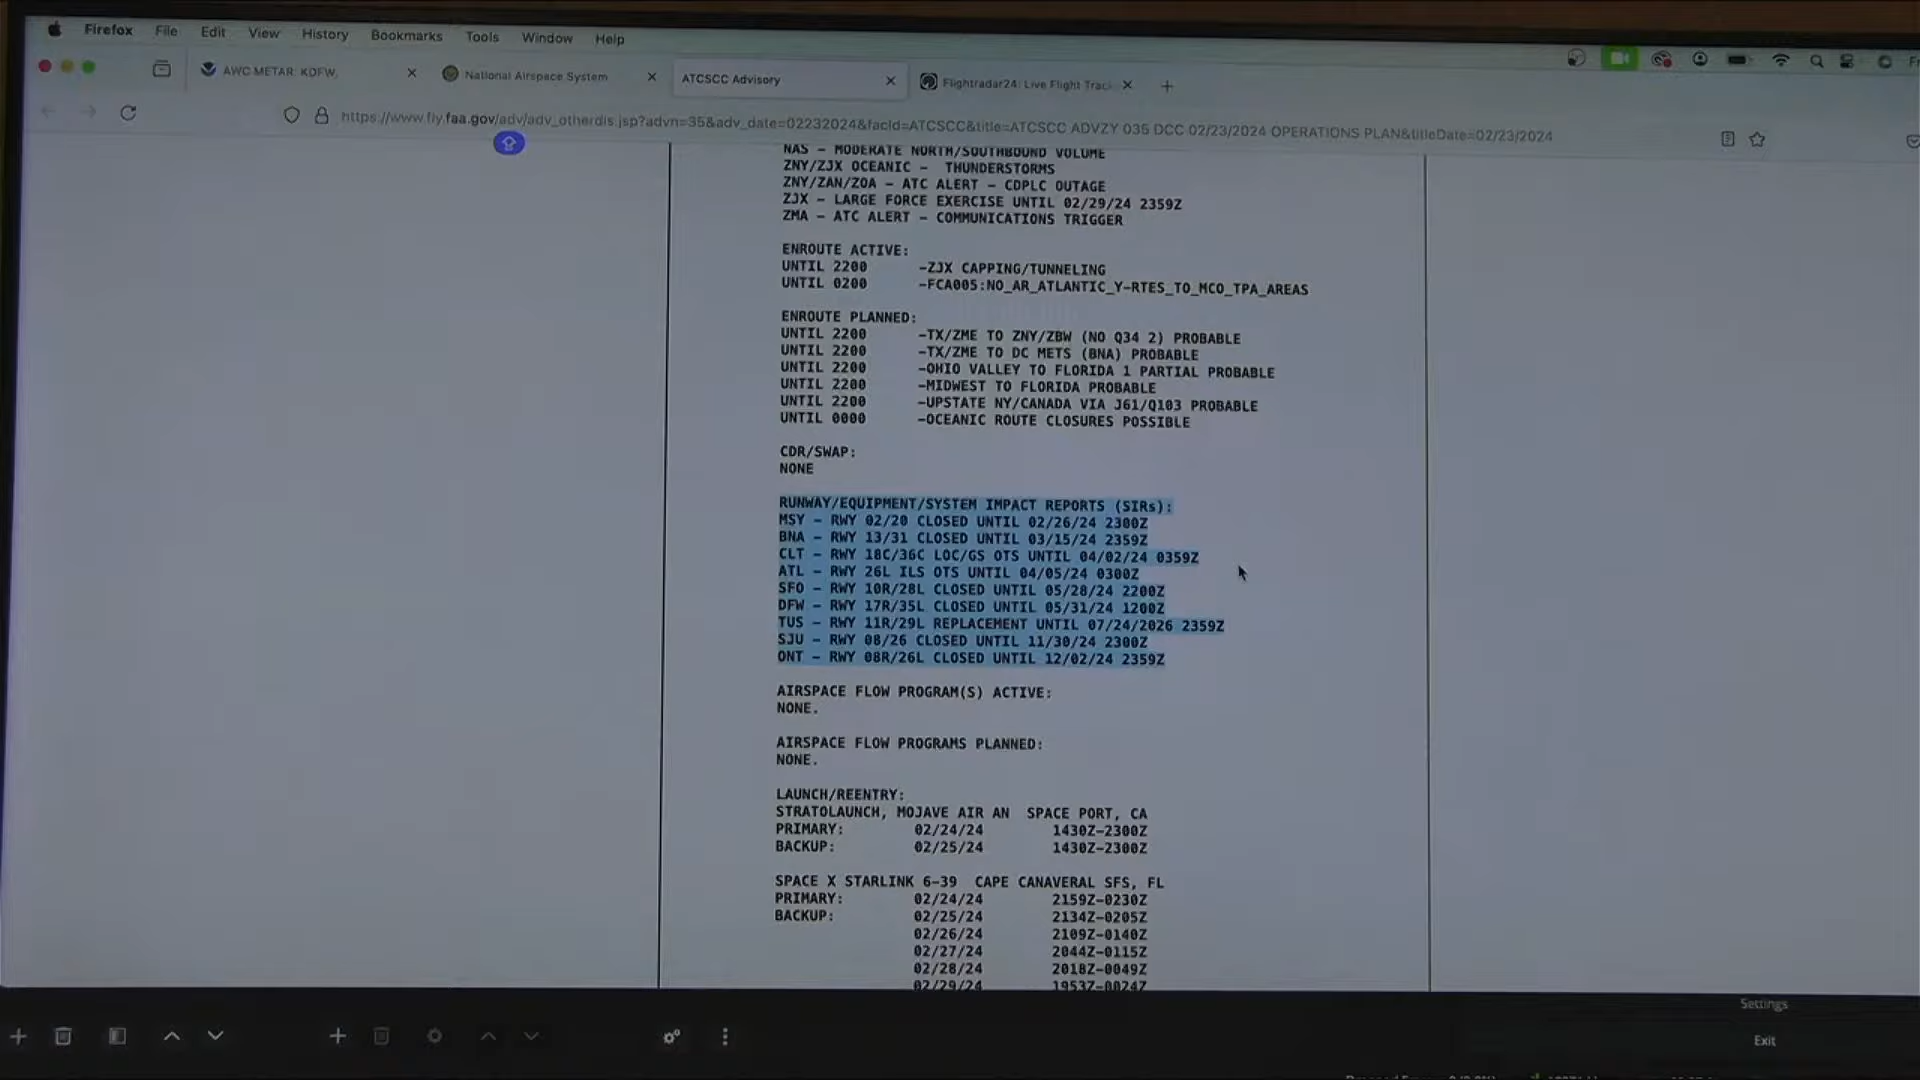 Firefox File Edit View History Bookmarks Tools Window Help
AWC METAR: KDFW, National Airspace System ATCSCC Advisory Flightradar24: Live Flight Track
https://www.fly.faa.gov/adv/adv_otherdis.jsp?advn=35&adv_date=02232024&facId=ATCSCC&title=ATCSCC ADVZY 035 DCC 02/23/2024 OPERATIONS PLAN&titleDate=02/23/2024
NAS - MODERATE NORTH/SOUTHBOUND VOLUME
ZNY/ZJX OCEANIC - THUNDERSTORMS
ZNY/ZAN/ZOA - ATC ALERT - CDPLC OUTAGE
ZJX - LARGE FORCE EXERCISE UNTIL 02/29/24 2359Z
ZMA - ATC ALERT - COMMUNICATIONS TRIGGER
ENROUTE ACTIVE:
UNTIL 2200 -ZJX CAPPING/TUNNELING
UNTIL 0200 -FCA005:NO_AR_ATLANTIC_Y-RTES_TO_MCO_TPA_AREAS
ENROUTE PLANNED:
UNTIL 2200 -TX/ZME TO ZNY/ZBW (NO Q34 2) PROBABLE
UNTIL 2200 -TX/ZME TO DC METS (BNA) PROBABLE
UNTIL 2200 -OHIO VALLEY TO FLORIDA 1 PARTIAL PROBABLE
UNTIL 2200 -MIDWEST TO FLORIDA PROBABLE
UNTIL 2200 -UPSTATE NY/CANADA VIA J61/Q103 PROBABLE
UNTIL 0000 -OCEANIC ROUTE CLOSURES POSSIBLE
CDR/SWAP:
NONE
RUNWAY/EQUIPMENT/SYSTEM IMPACT REPORTS (SIRs):
MSY - RWY 02/20 CLOSED UNTIL 02/26/24 2300Z
BNA - RWY 13/31 CLOSED UNTIL 03/15/24 2359Z
CLT - RWY 18C/36C LOC/GS OTS UNTIL 04/02/24 0359Z
ATL - RWY 26L ILS OTS UNTIL 04/05/24 0300Z
SFO - RWY 10R/28L CLOSED UNTIL 05/28/24 2200Z
DFW - RWY 17R/35L CLOSED UNTIL 05/31/24 1200Z
TUS - RWY 11R/29L REPLACEMENT UNTIL 07/24/2026 2359Z
SJU - RWY 08/26 CLOSED UNTIL 11/30/24 2300Z
ONT - RWY 08R/26L CLOSED UNTIL 12/02/24 2359Z
AIRSPACE FLOW PROGRAM(S) ACTIVE:
NONE.
AIRSPACE FLOW PROGRAMS PLANNED:
NONE.
LAUNCH/REENTRY:
STRATOLAUNCH, MOJAVE AIR AN SPACE PORT, CA
PRIMARY: 02/24/24 1430Z-2300Z
BACKUP: 02/25/24 1430Z-2300Z
SPACE X STARLINK 6-39 CAPE CANAVERAL SFS, FL
PRIMARY: 02/24/24 2159Z-0230Z
BACKUP: 02/25/24 2134Z-0205Z
02/26/24 2109Z-0140Z
02/27/24 2044Z-0115Z
02/28/24 2018Z-0049Z
02/29/24 1953Z-0024Z
Settings
Exit